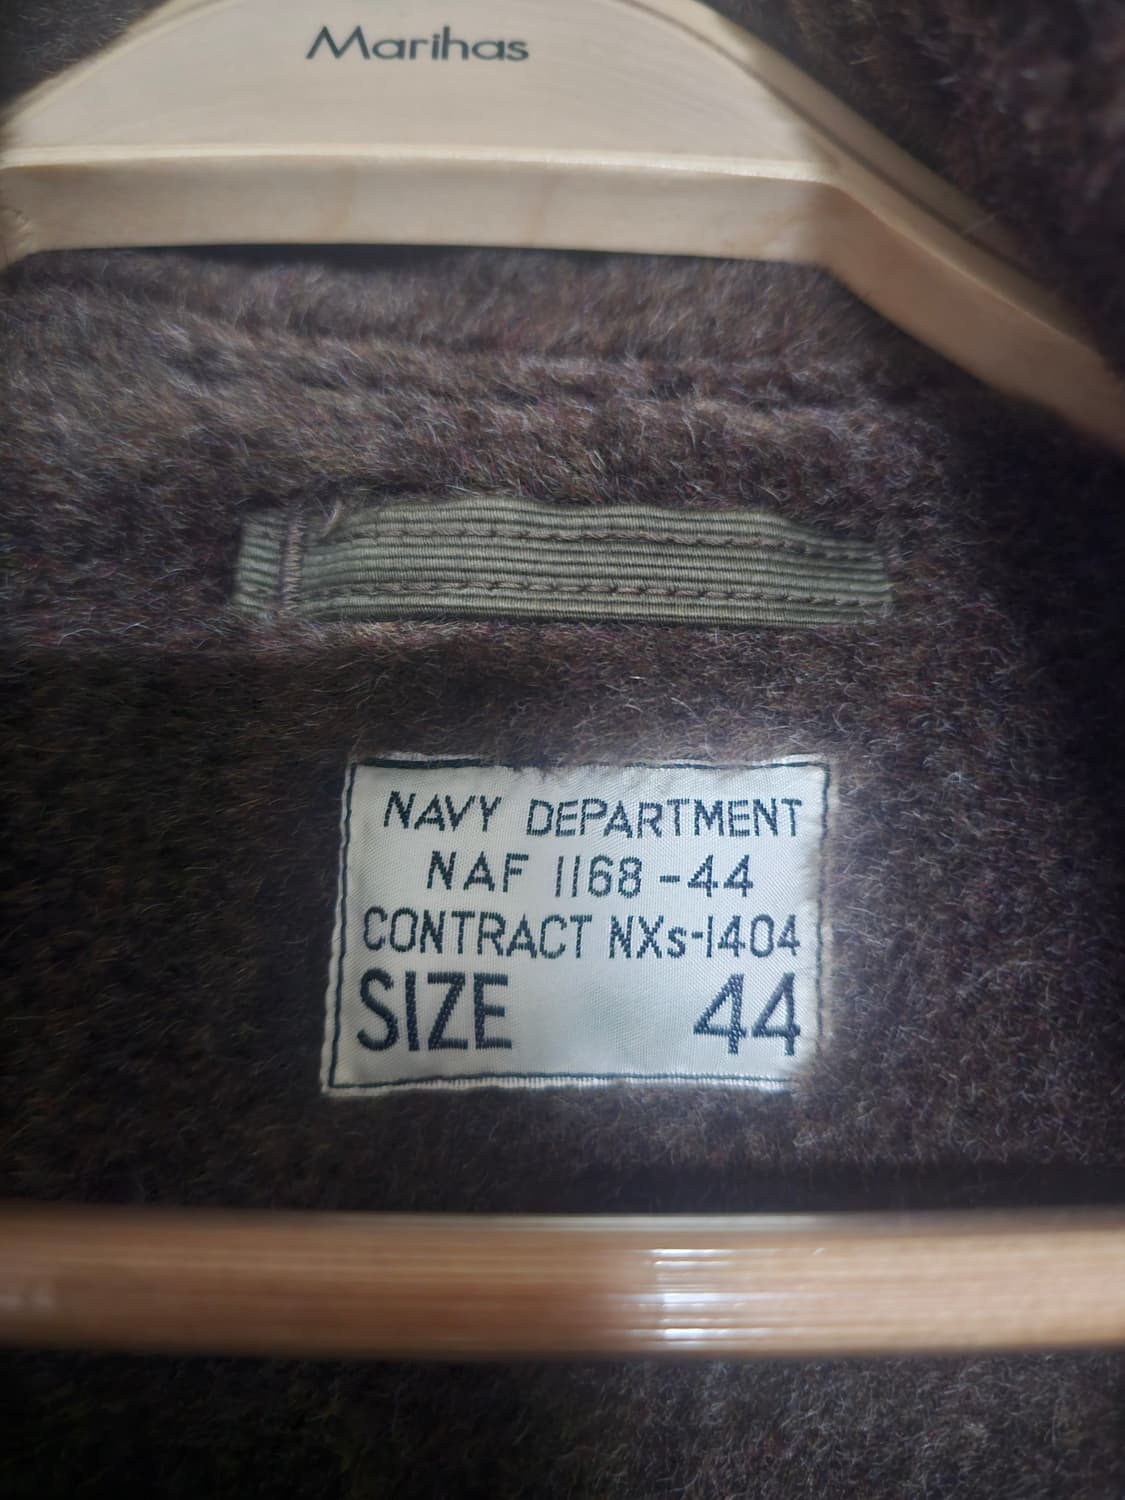 Marihas
NAVY DEPARTMENT
NAF 1168-44
CONTRACT NXs-1404
SIZE 44